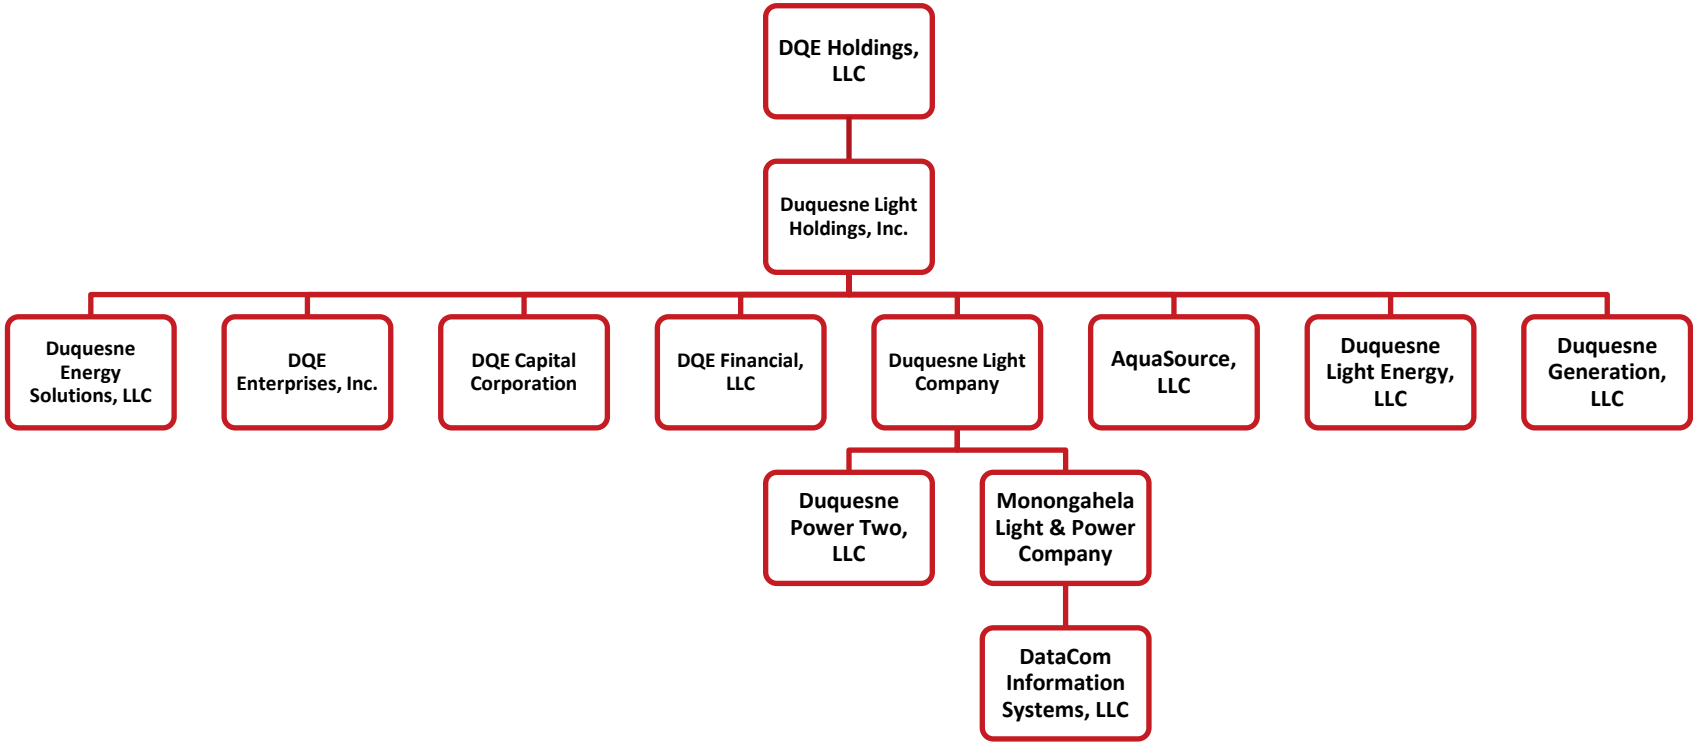 DQE Holdings,
LLC
Duquesne Light
Holdings, Inc.
Duquesne
Energy
Solutions, LLC
DQE
Enterprises, Inc.
DQE Capital
Corporation
DQE Financial,
LLC
Duquesne Light
Company
AquaSource,
LLC
Duquesne
Light Energy,
LLC
Duquesne
Generation,
LLC
Duquesne
Power Two,
LLC
Monongahela
Light & Power
Company
DataCom
Information
Systems, LLC